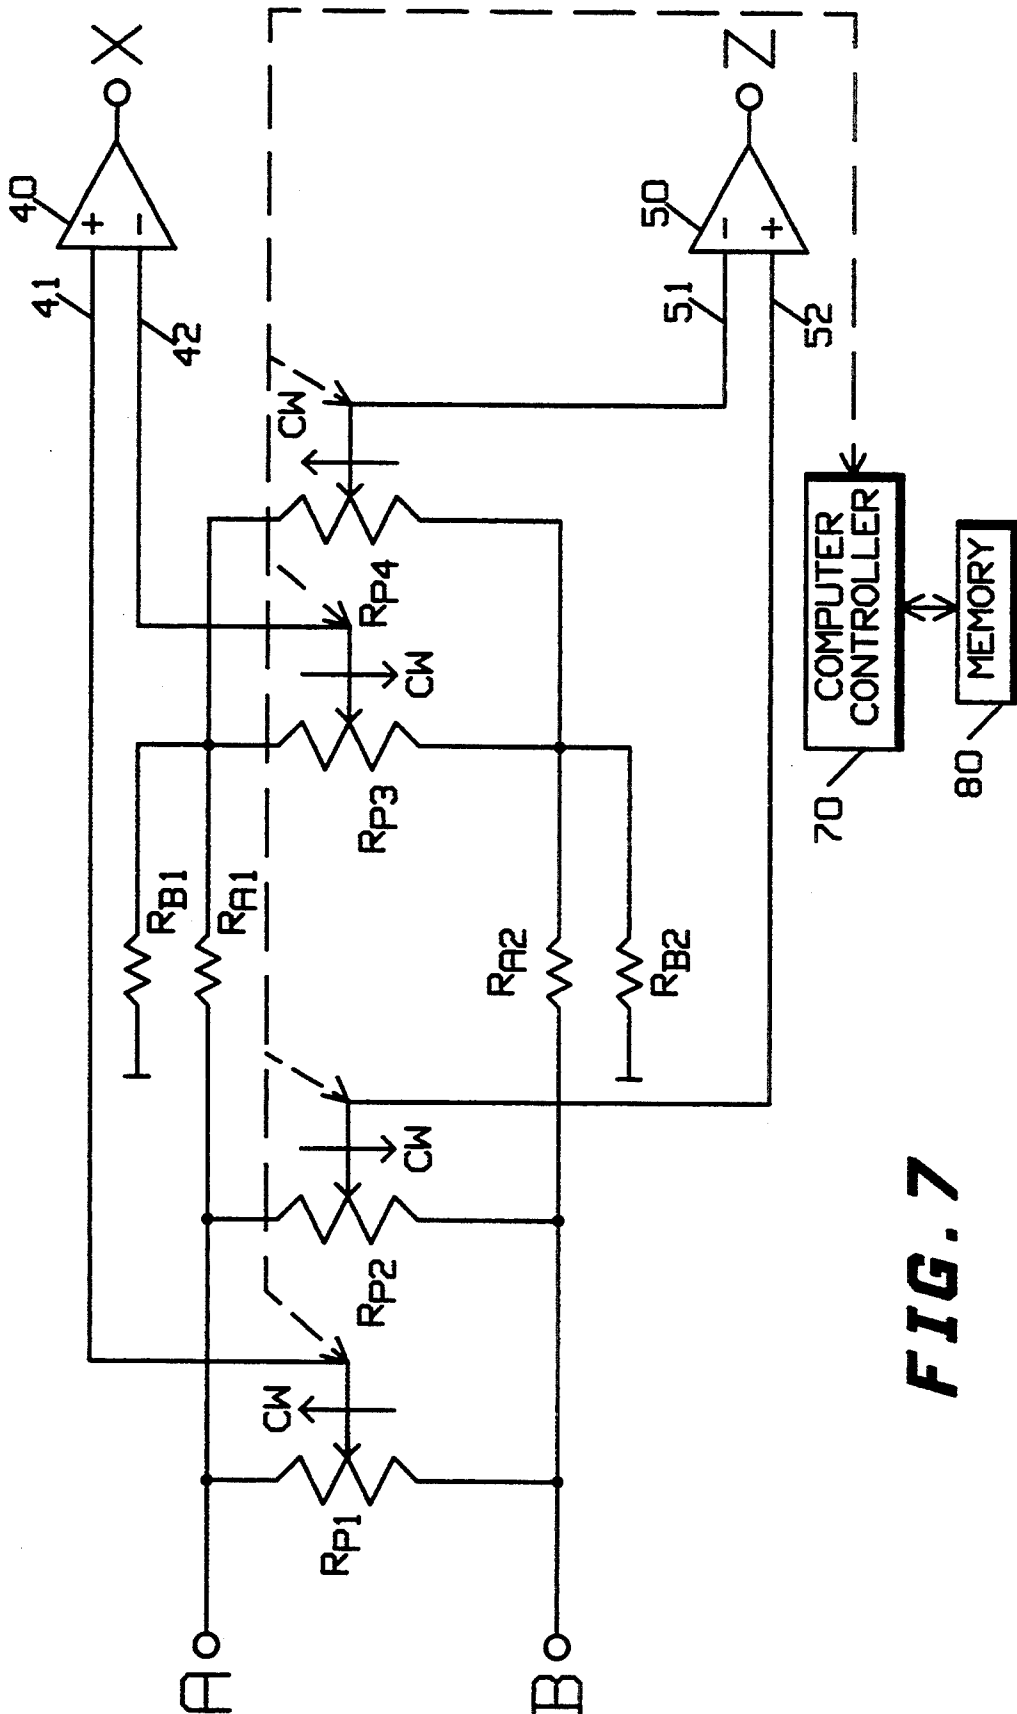 X
40
+
-
41
42
Z
50
-
+
51
52
CW
RP4
CW
RP3
RB1
RA1
RA2
RB2
CW
RP2
CW
RP1
A
B
COMPUTER
CONTROLLER
70
MEMORY
80
FIG. 7